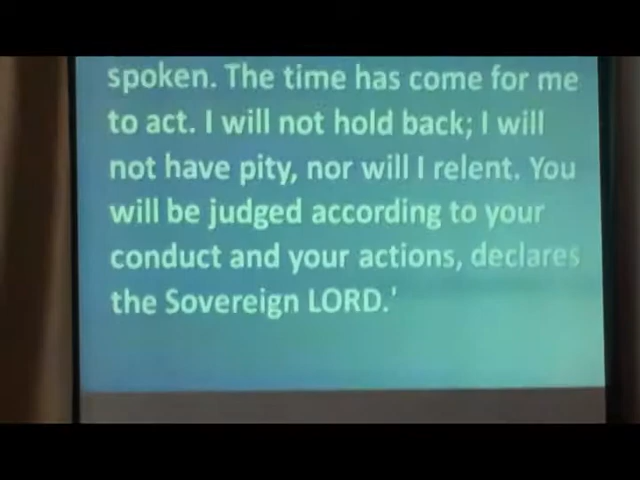 spoken. The time has come for me
to act. I will not hold back; I will
not have pity, nor will I relent. You
will be judged according to your
conduct and your actions, declares
the Sovereign LORD.'